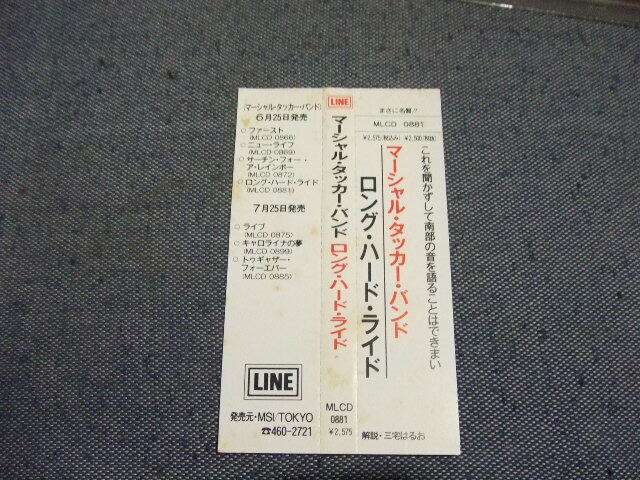 (マーシャル・タッカー・バンド)
6月25日発売
○ファースト
(MLCD 0866)
○ニュー・ライフ
(MLCD 0869)
○サーチン・フォー・
ア・レインボー
(MLCD 0872)
○ロング・ハード・ライド
(MLCD 0881)
7月25日発売
○ライブ
(MLCD 0875)
○キャロライナの夢
(MLCD 0899)
○トゥギャザー・
フォーエバー
(MLCD 0885)
LINE
発売元・MSI/TOKYO
☎460-2721
LINE
マーシャル・タッカー・バンド ロング・ハード・ライド
MLCD
0881
¥2,575
まさに名盤!!
MLCD 0881
¥2,575(税込み) ¥2,500(税抜)
これを聞かずして南部の音を語ることはできまい
マーシャル・タッカー・バンド
ロング・ハード・ライド
解説・三宅はるお